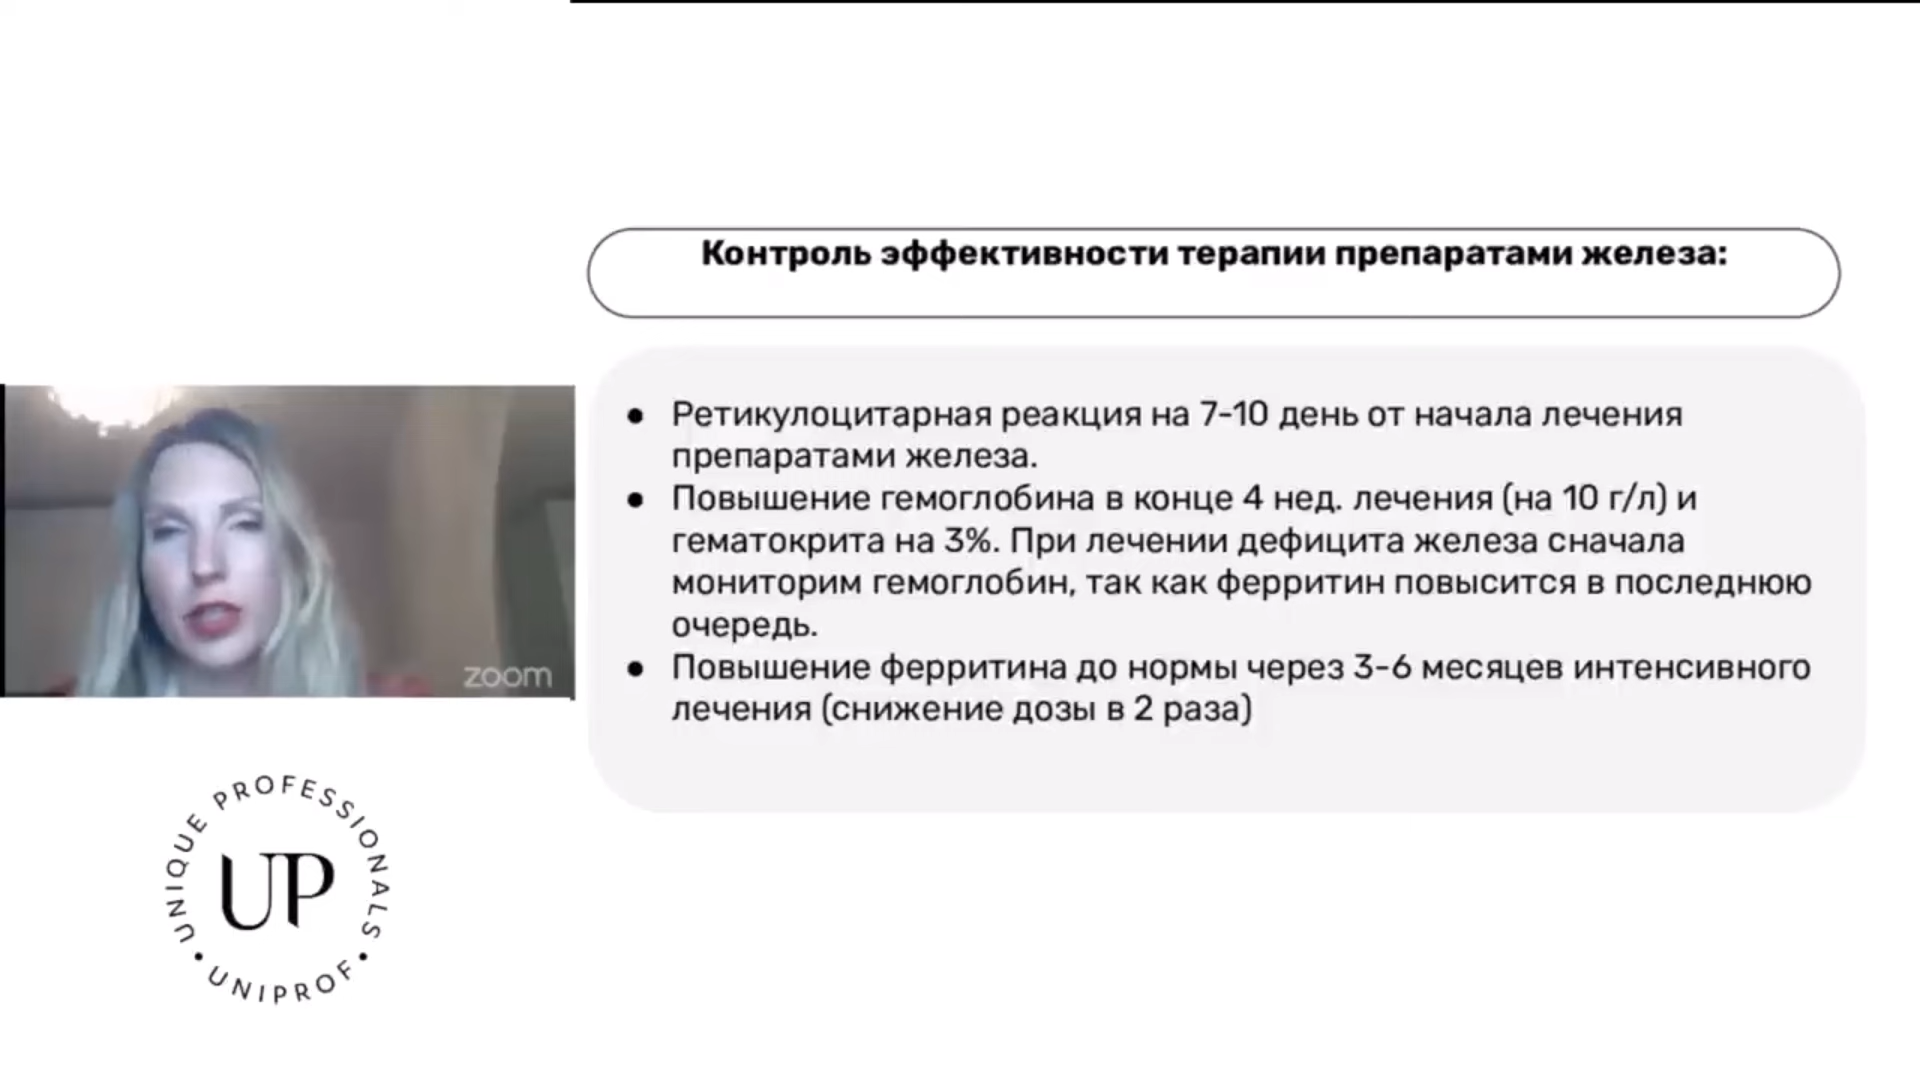 Контроль эффективности терапии препаратами железа:
● Ретикулоцитарная реакция на 7-10 день от начала лечения
препаратами железа.
● Повышение гемоглобина в конце 4 нед. лечения (на 10 г/л) и
гематокрита на 3%. При лечении дефицита железа сначала
мониторим гемоглобин, так как ферритин повысится в последнюю
очередь.
● Повышение ферритина до нормы через 3-6 месяцев интенсивного
лечения (снижение дозы в 2 раза)
zoom
UNIQUE PROFESSIONALS
UP
• UNIPROF •